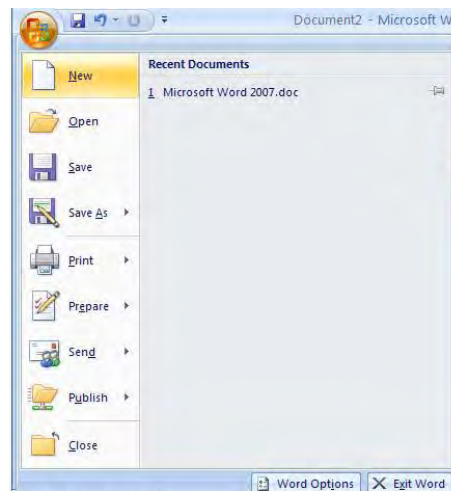 Document2 - Microsoft W
New
Recent Documents
1 Microsoft Word 2007.doc
Open
Save
Save As
Print
Prepare
Send
Publish
Close
Word Options
Exit Word